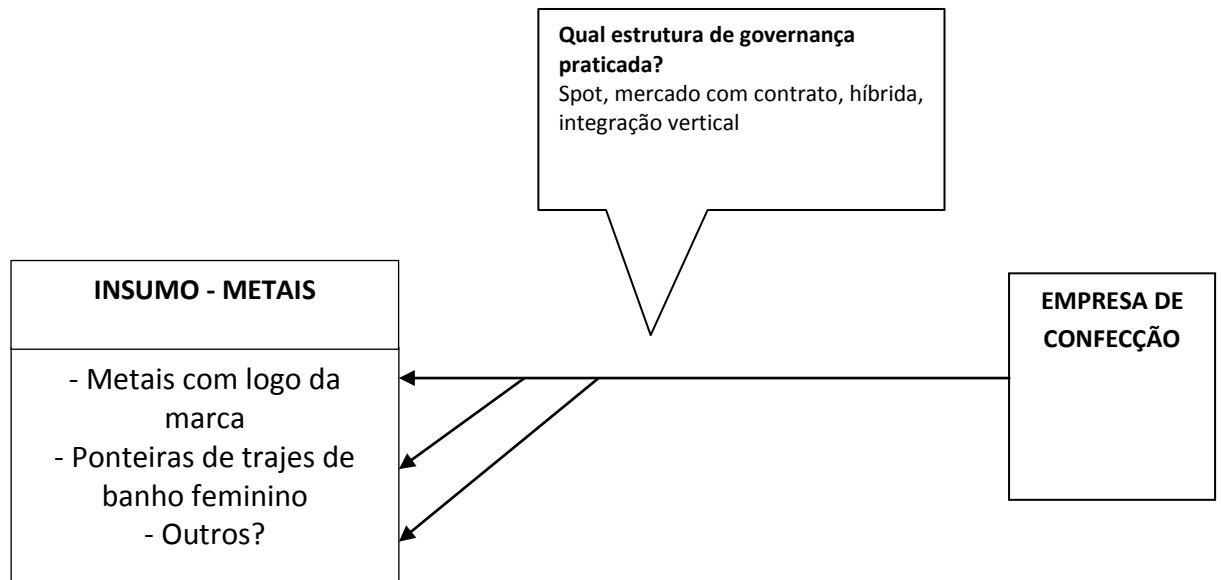 Qual estrutura de governança
praticada?
Spot, mercado com contrato, híbrida,
integração vertical
INSUMO - METAIS
- Metais com logo da
marca
- Ponteiras de trajes de
banho feminino
- Outros?
EMPRESA DE
CONFECÇÃO